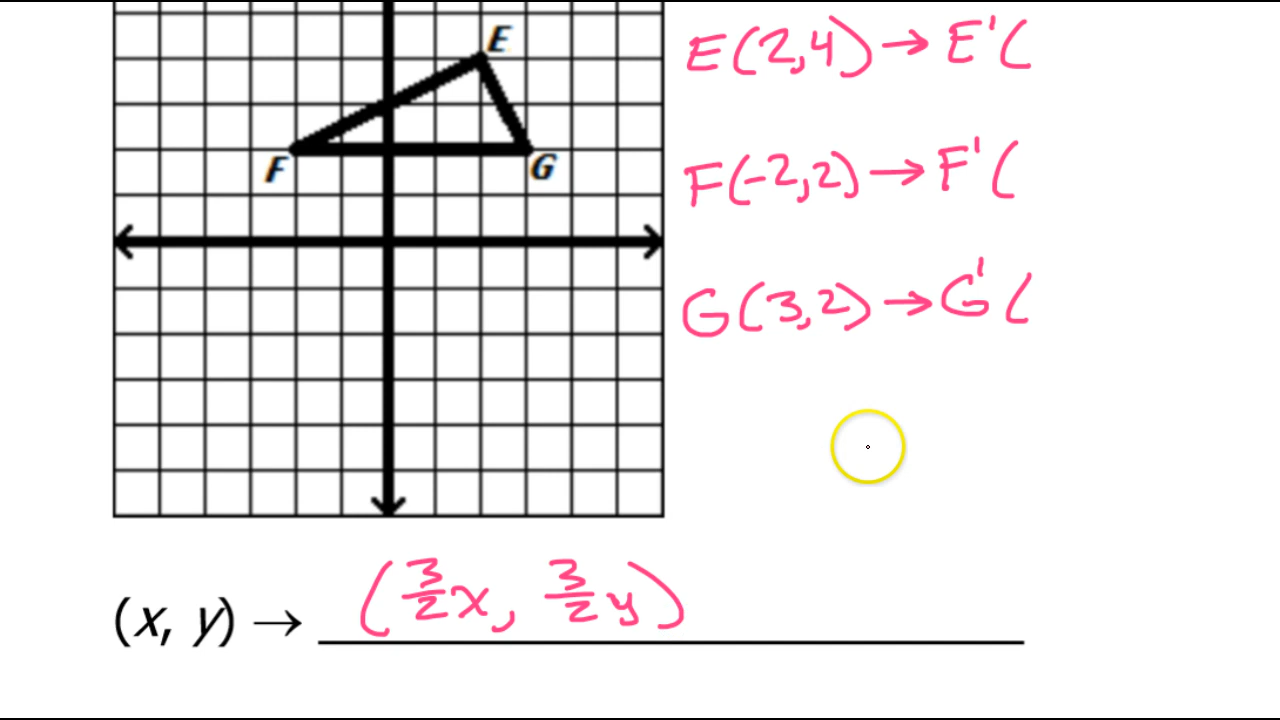 E
F
G
E(2,4) → E'(
F(-2,2) → F'(
G(3,2) → G'(
(x, y) → (3/2x, 3/2y)